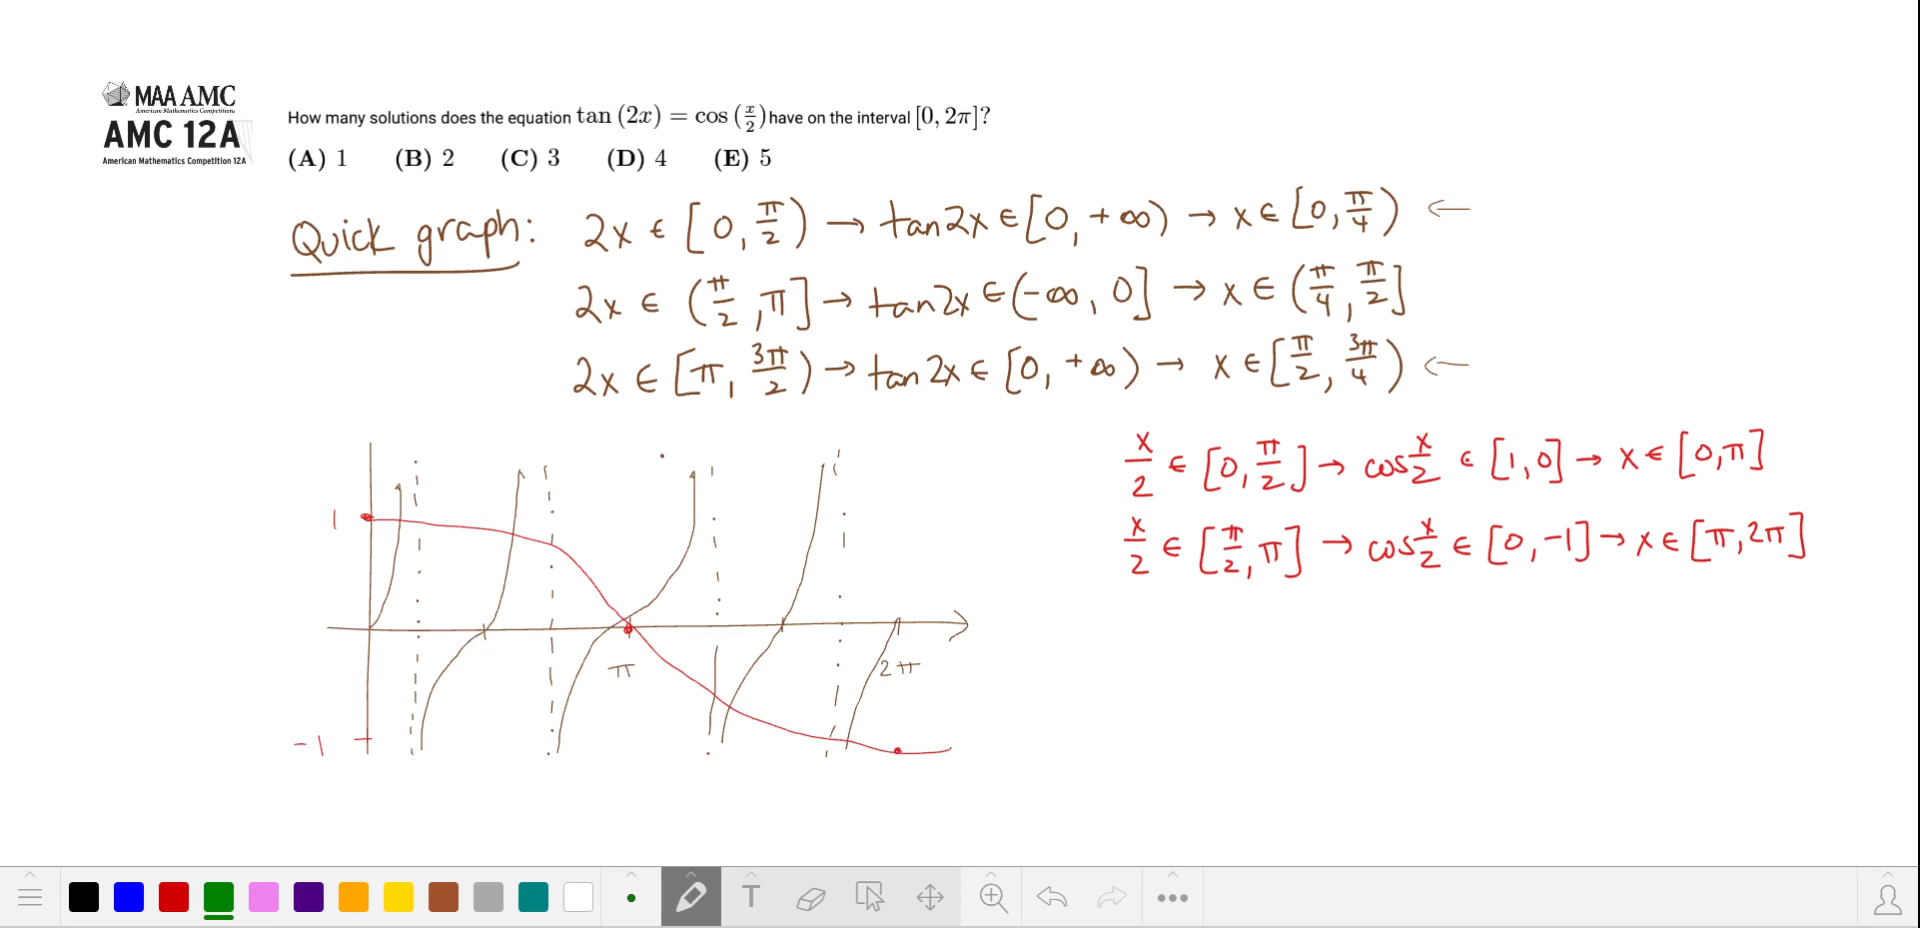 MAA AMC
American Mathematics Competitions
AMC 12A
American Mathematics Competition 12A
How many solutions does the equation tan (2x) = cos (x/2) have on the interval [0, 2π]?
(A) 1 (B) 2 (C) 3 (D) 4 (E) 5
Quick graph: 2x ∈ [0, π/2) → tan2x ∈ [0, +∞) → x ∈ [0, π/4) ←
2x ∈ (π/2, π] → tan2x ∈ (-∞, 0] → x ∈ (π/4, π/2]
2x ∈ [π, 3π/2) → tan2x ∈ [0, +∞) → x ∈ [π/2, 3π/4) ←
x/2 ∈ [0, π/2] → cos x/2 ∈ [1, 0] → x ∈ [0, π]
x/2 ∈ [π/2, π] → cos x/2 ∈ [0, -1] → x ∈ [π, 2π]
1
π
2π
-1
T